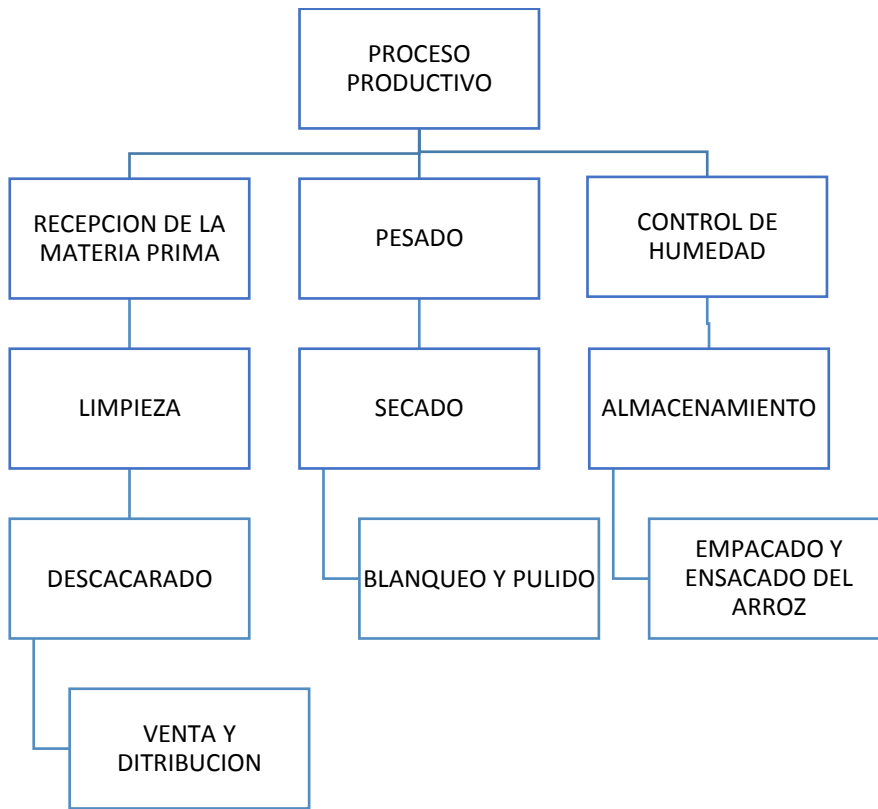 PROCESO
PRODUCTIVO
RECEPCION DE LA
MATERIA PRIMA
PESADO
CONTROL DE
HUMEDAD
LIMPIEZA
SECADO
ALMACENAMIENTO
DESCACARADO
BLANQUEO Y PULIDO
EMPACADO Y
ENSACADO DEL
ARROZ
VENTA Y
DITRIBUCION